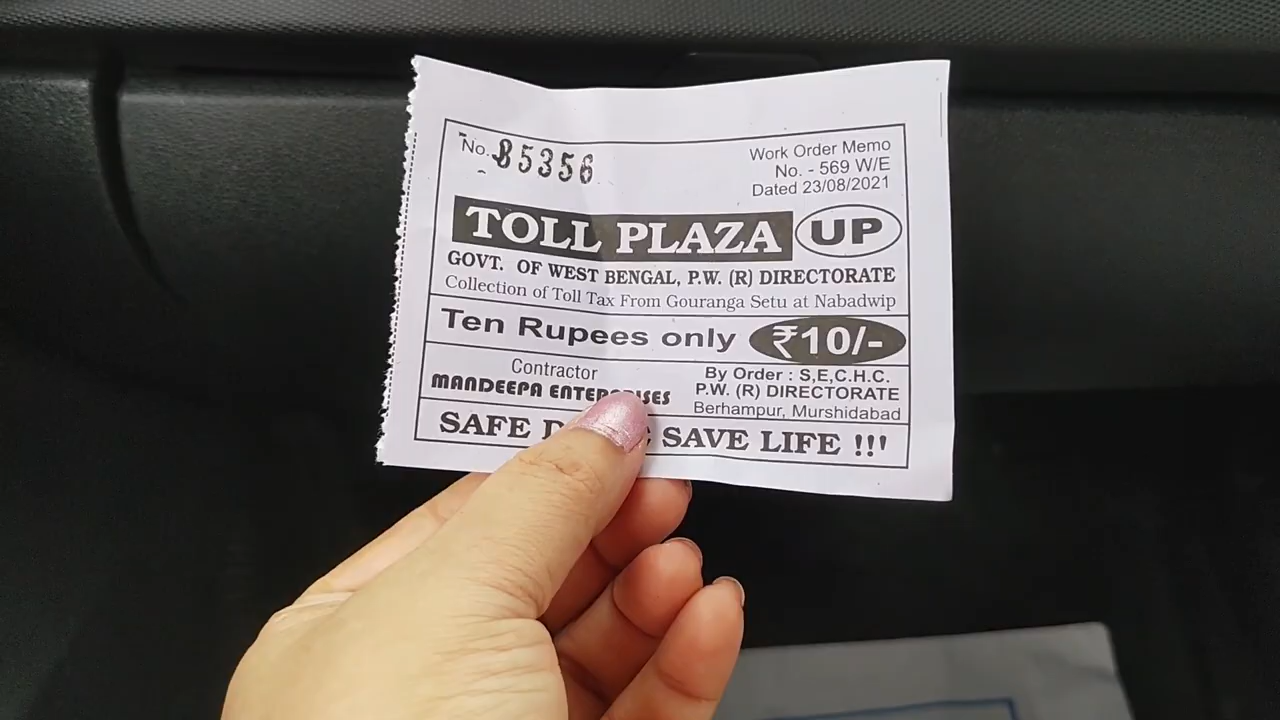 No. 85356
Work Order Memo
No. - 569 W/E
Dated 23/08/2021
TOLL PLAZA UP
GOVT. OF WEST BENGAL, P.W. (R) DIRECTORATE
Collection of Toll Tax From Gouranga Setu at Nabadwip
Ten Rupees only ₹10/-
Contractor
MANDEEPA ENTERPRISES
By Order : S,E,C.H.C.
P.W. (R) DIRECTORATE
Berhampur, Murshidabad
SAFE SAVE LIFE !!!